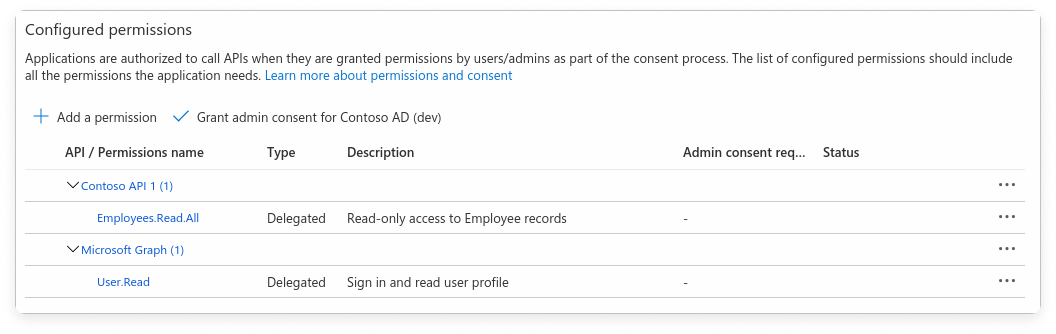 Configured permissions
Applications are authorized to call APIs when they are granted permissions by users/admins as part of the consent process. The list of configured permissions should include
all the permissions the application needs. Learn more about permissions and consent
Add a permission Grant admin consent for Contoso AD (dev)
API / Permissions name Type Description Admin consent req... Status
Contoso API 1 (1)
Employees.Read.All Delegated Read-only access to Employee records -
Microsoft Graph (1)
User.Read Delegated Sign in and read user profile -